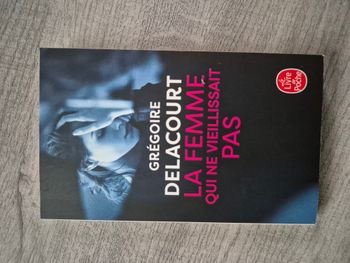 GRÉGOIRE
DELACOURT
LA FEMME
QUI NE VIEILLISSAIT
PAS
Le Livre
de Poche